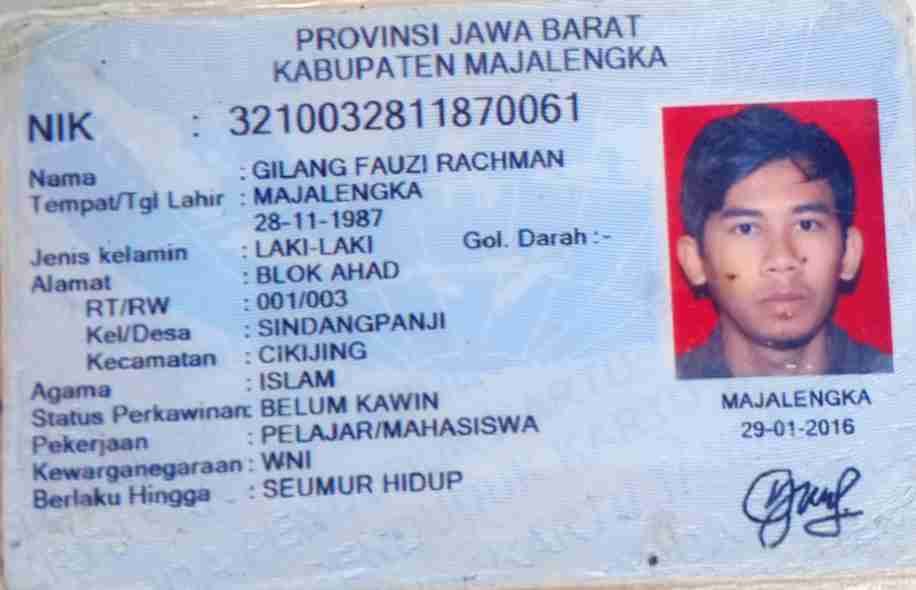 PROVINSI JAWA BARAT
KABUPATEN MAJALENGKA
NIK : 3210032811870061
Nama : GILANG FAUZI RACHMAN
Tempat/Tgl Lahir : MAJALENGKA
28-11-1987
Jenis kelamin : LAKI-LAKI Gol. Darah :-
Alamat : BLOK AHAD
RT/RW : 001/003
Kel/Desa : SINDANGPANJI
Kecamatan : CIKIJING
Agama : ISLAM
Status Perkawinan: BELUM KAWIN
Pekerjaan : PELAJAR/MAHASISWA
Kewarganegaraan : WNI
Berlaku Hingga : SEUMUR HIDUP
MAJALENGKA
29-01-2016